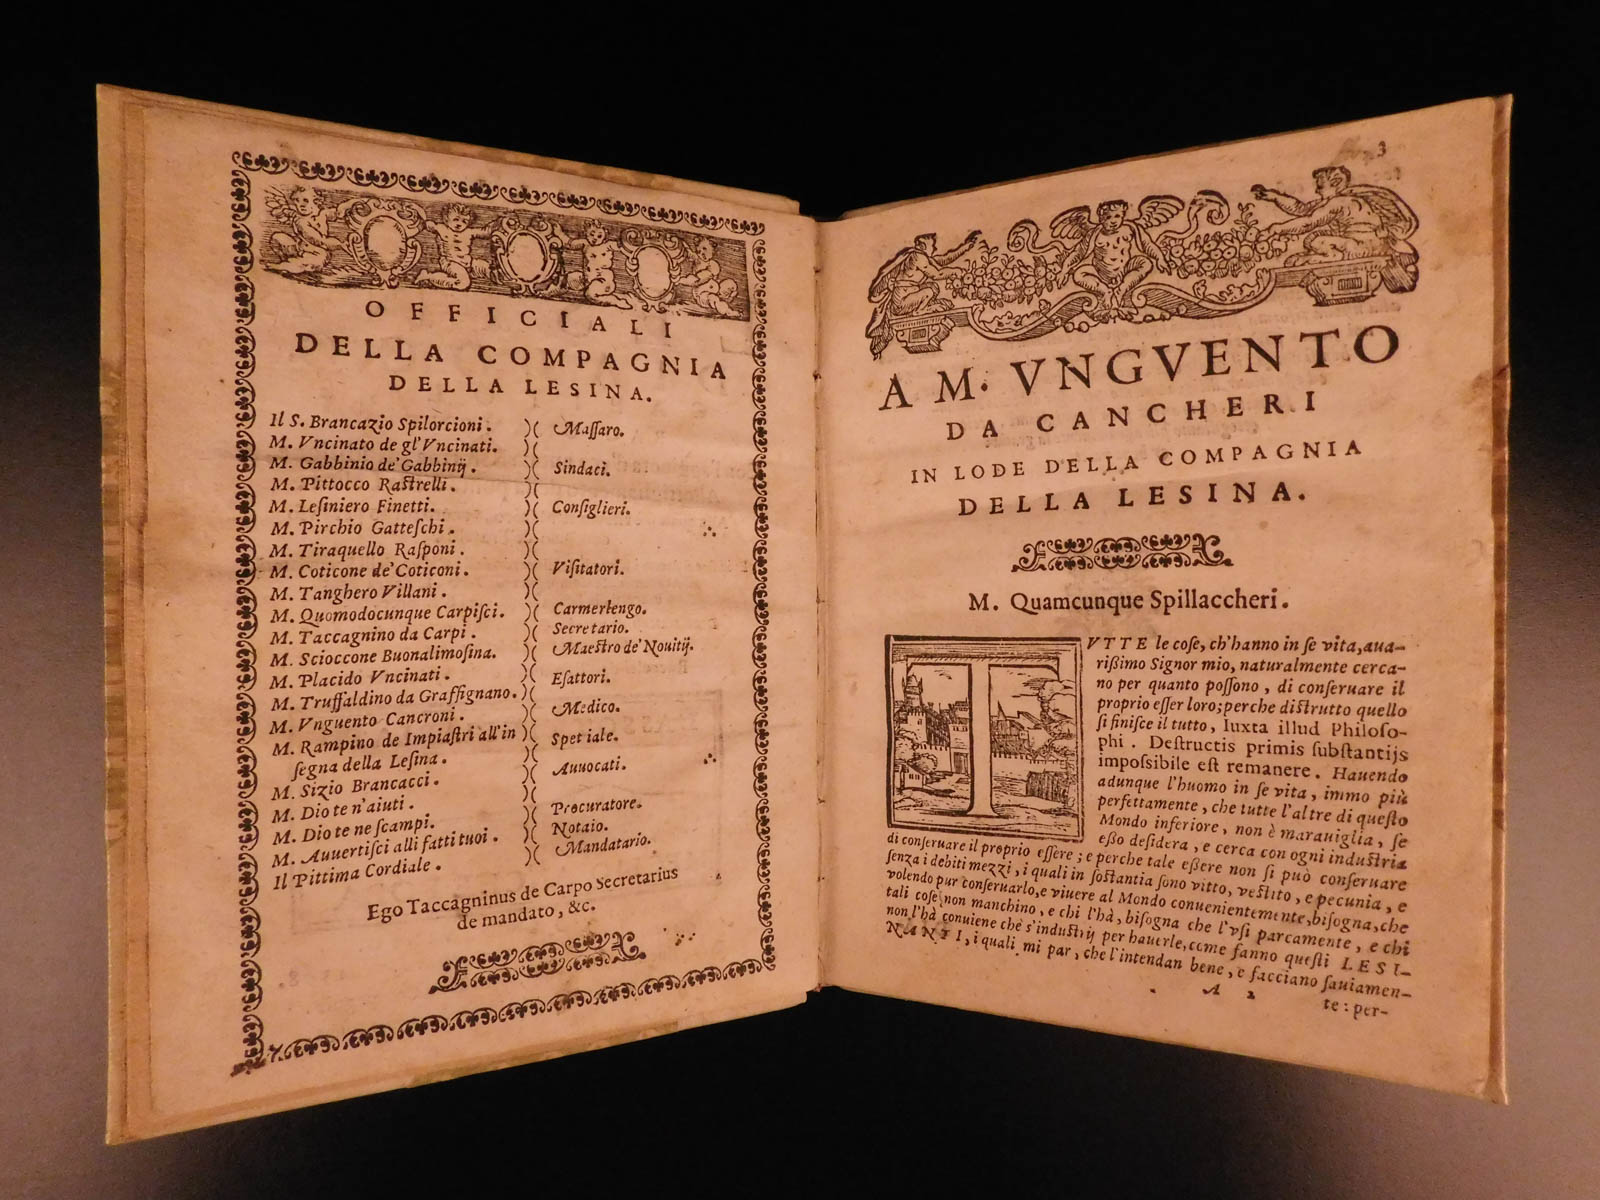 OFFICIALI
DELLA COMPAGNIA
DELLA LESINA.
Il S. Brancazio Spilorcioni. )( Maſſaro.
M. Vncinato de gl'Vncinati. )(
M. Gabbinio de' Gabbinij. )( Sindaci.
M. Pittocco Raſtrelli. )(
M. Leſiniero Finetti. )( Conſiglieri.
M. Pirchio Gatteſchi. )(
M. Tiraquello Raſponi. )(
M. Coticone de' Coticoni. )( Viſitatori.
M. Tanghero Villani. )(
M. Quomodocunque Carpiſci. )( Carmerlengo.
M. Taccagnino da Carpi. )( Secretario.
M. Scioccone Buonalimoſina. )( Maeſtro de' Nouitij.
M. Placido Vncinati. )( Eſattori.
M. Truffaldino da Graffignano. )(
M. Vnguento Cancroni. )( Medico.
M. Rampino de Impiaſtri all'in )( Spetiale.
ſegna della Leſina.
M. Sizio Brancacci. )( Auuocati.
M. Dio te n'aiuti. )(
M. Dio te ne ſcampi. )( Procuratore.
M. Auuertiſci alli fatti tuoi. )( Notaio.
Il Pittima Cordiale. )( Mandatario.
Ego Taccagninus de Carpo Secretarius
de mandato, &c.
3
A M. VNGVENTO
DA CANCHERI
IN LODE DELLA COMPAGNIA
DELLA LESINA.
M. Quamcunque Spillaccheri.
TVTTE le coſe, ch'hanno in ſe vita, aua-
riſſimo Signor mio, naturalmente cerca-
no per quanto poſſono, di conſeruare il
proprio eſſer loro; perche diſtrutto quello
ſi finiſce il tutto, Iuxta illud Philoſo-
phi. Deſtructis primis ſubſtantijs
impoſsibile eſt remanere. Hauendo
adunque l'huomo in ſe vita, immo più
perfettamente, che tutte l'altre di queſto
Mondo inferiore, non è marauiglia, ſe
eſſo deſidera, e cerca con ogni induſtria
di conſeruare il proprio eſſere; e perche tale eſſere non ſi può conſeruare
ſenza i debiti mezzi, i quali in ſoſtantia ſono vitto, veſtito, e pecunia, e
volendo pur conſeruarlo, e viuere al Mondo conuenientemente, biſogna, che
tali coſe non manchino, e chi l'hà, biſogna che l'vſi parcamente, e chi
non l'hà conuiene che s'induſtrij per hauerle, come fanno queſti LESI-
NANTI, i quali mi par, che l'intendan bene, e facciano ſauiamen-
A 2
te: per-